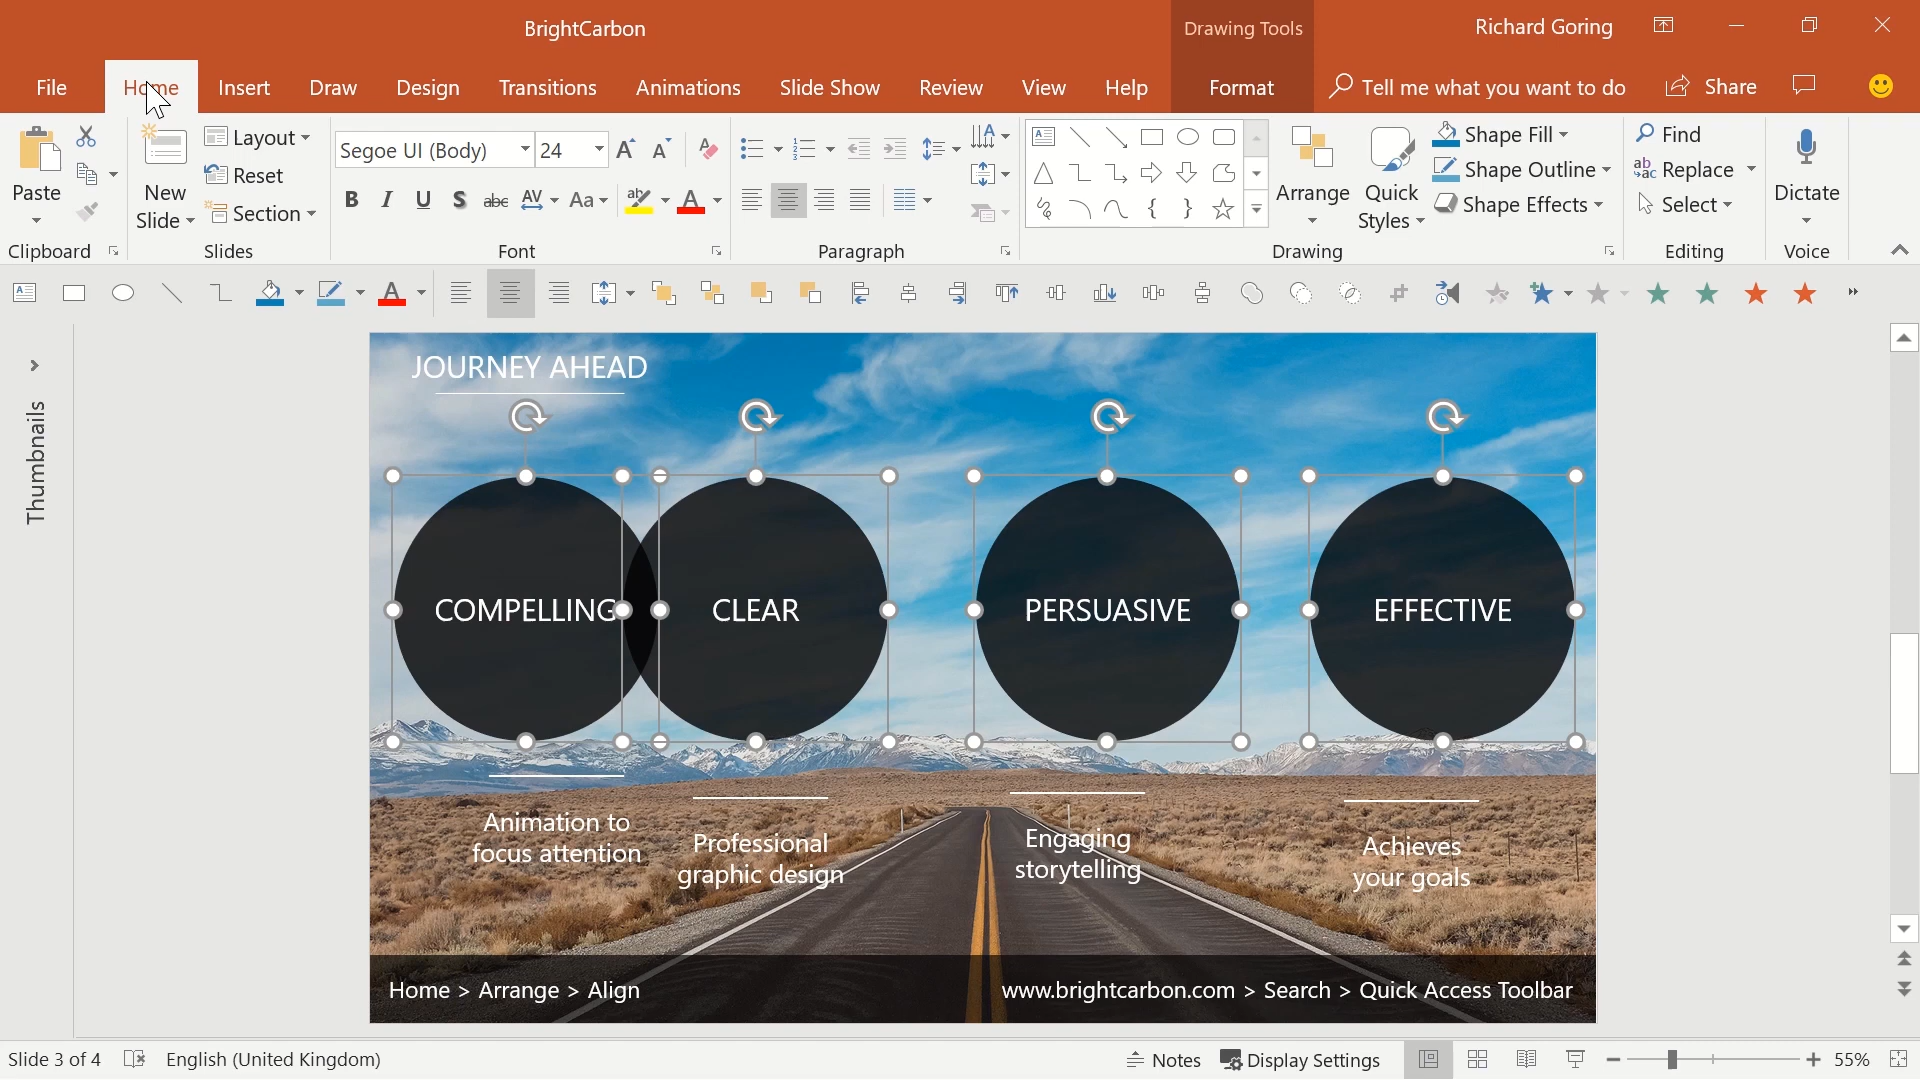 BrightCarbon
Drawing Tools
Richard Goring
File Home Insert Draw Design Transitions Animations Slide Show Review View Help Format Tell me what you want to do Share
Paste
Clipboard
New
Slide
Layout
Reset
Section
Slides
Segoe UI (Body) 24
B I U S abc AV Aa ab A
Font
Paragraph
Arrange
Quick
Styles
Shape Fill
Shape Outline
Shape Effects
Drawing
Find
Replace
Select
Editing
Dictate
Voice
Thumbnails
JOURNEY AHEAD
COMPELLING
CLEAR
PERSUASIVE
EFFECTIVE
Animation to
focus attention
Professional
graphic design
Engaging
storytelling
Achieves
your goals
Home > Arrange > Align
www.brightcarbon.com > Search > Quick Access Toolbar
Slide 3 of 4 English (United Kingdom) Notes Display Settings 55%